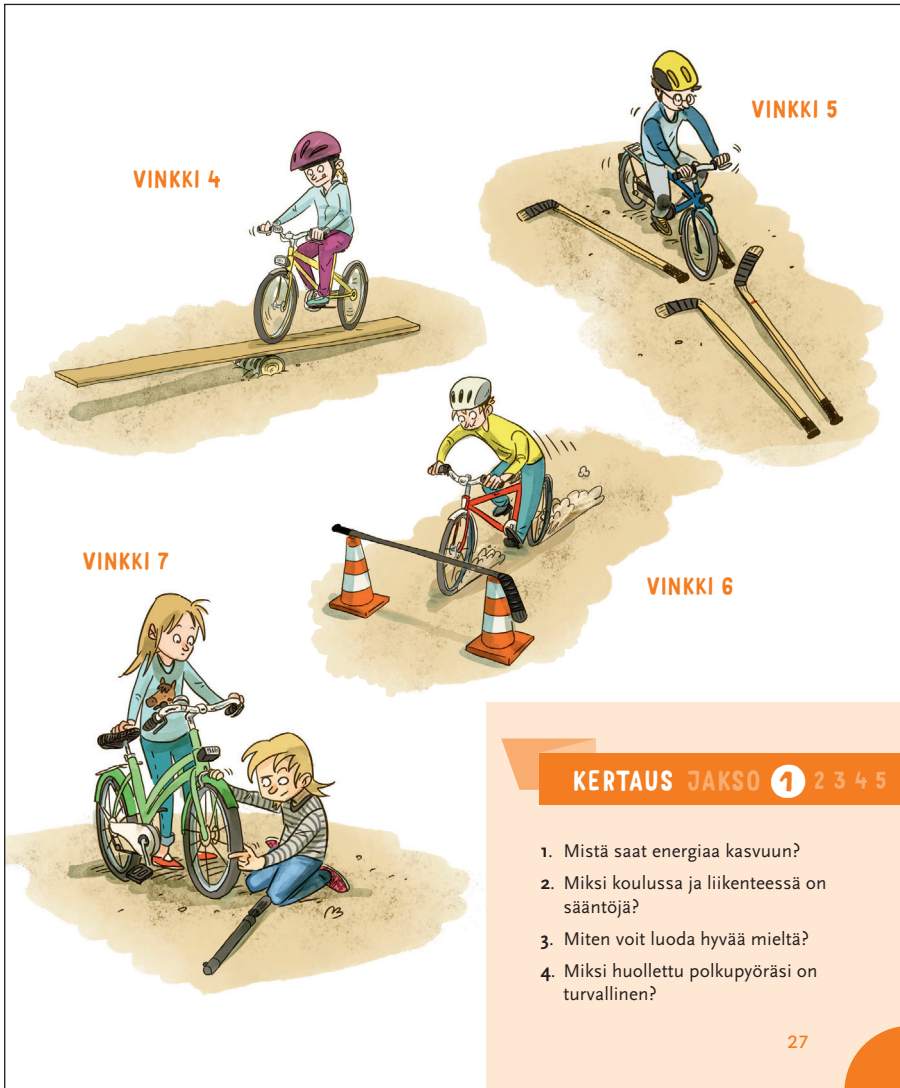 VINKKI 4
VINKKI 5
VINKKI 6
VINKKI 7
KERTAUS JAKSO 1 2 3 4 5
1. Mistä saat energiaa kasvuun?
2. Miksi koulussa ja liikenteessä on
sääntöjä?
3. Miten voit luoda hyvää mieltä?
4. Miksi huollettu polkupyöräsi on
turvallinen?
27